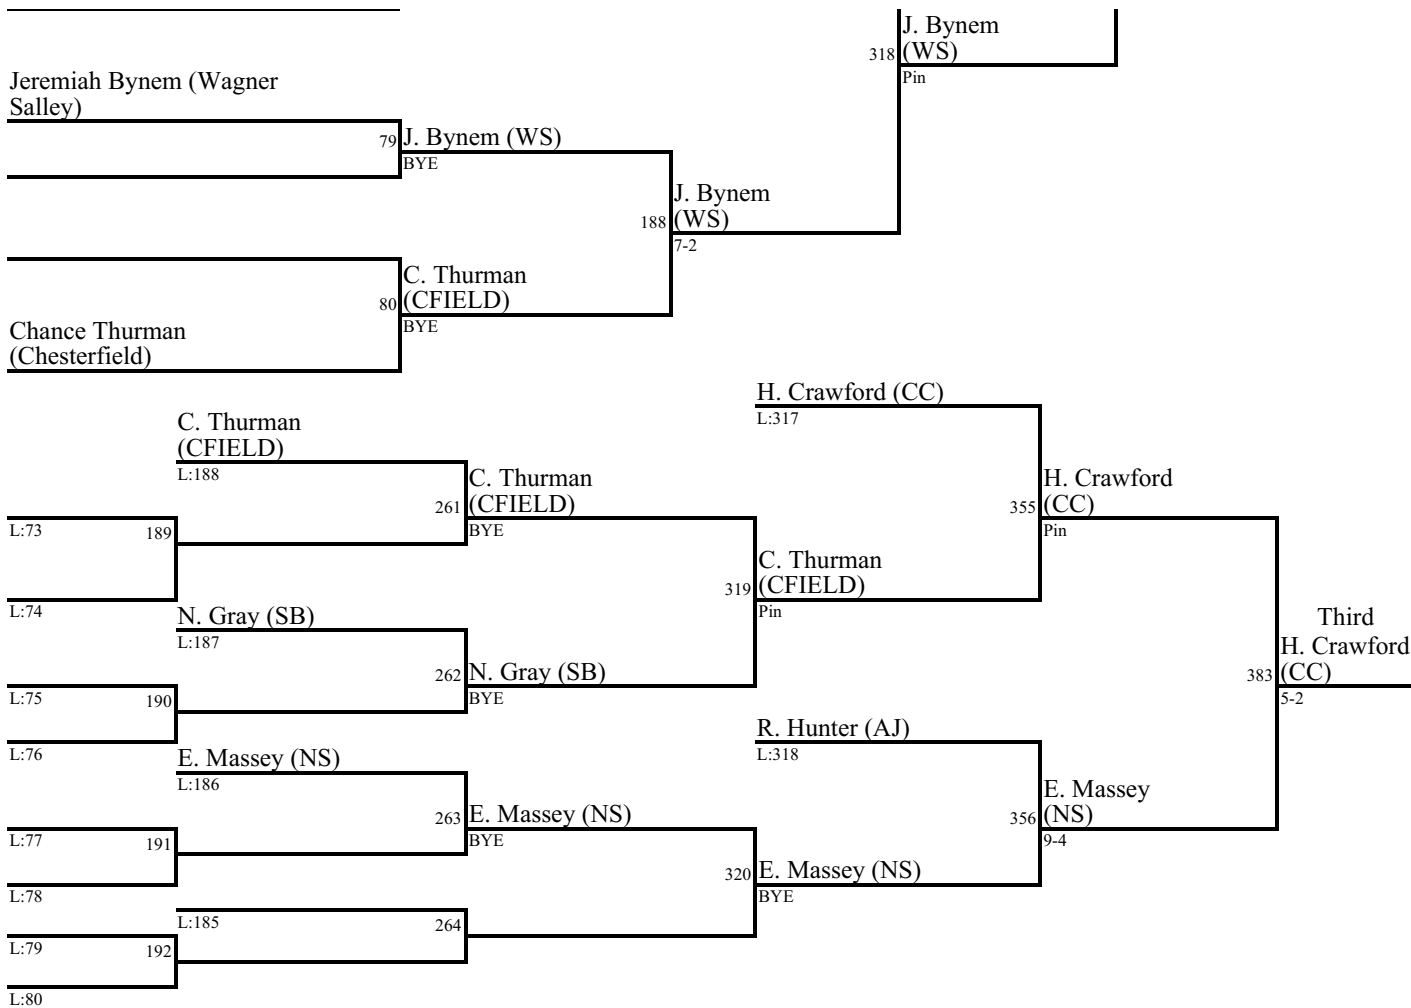 J. Bynem
318 (WS)
Pin
Jeremiah Bynem (Wagner
Salley)
79 J. Bynem (WS)
BYE
J. Bynem
188 (WS)
7-2
C. Thurman
80 (CFIELD)
BYE
Chance Thurman
(Chesterfield)
H. Crawford (CC)
L:317
C. Thurman
(CFIELD)
L:188
C. Thurman
261 (CFIELD)
BYE
H. Crawford
355 (CC)
Pin
L:73
189
C. Thurman
319 (CFIELD)
Pin
L:74
N. Gray (SB)
L:187
Third
H. Crawford
383 (CC)
5-2
262 N. Gray (SB)
BYE
L:75
190
R. Hunter (AJ)
L:318
L:76
E. Massey (NS)
L:186
E. Massey
356 (NS)
9-4
263 E. Massey (NS)
BYE
L:77
191
320 E. Massey (NS)
BYE
L:78
L:185
264
L:79
192
L:80